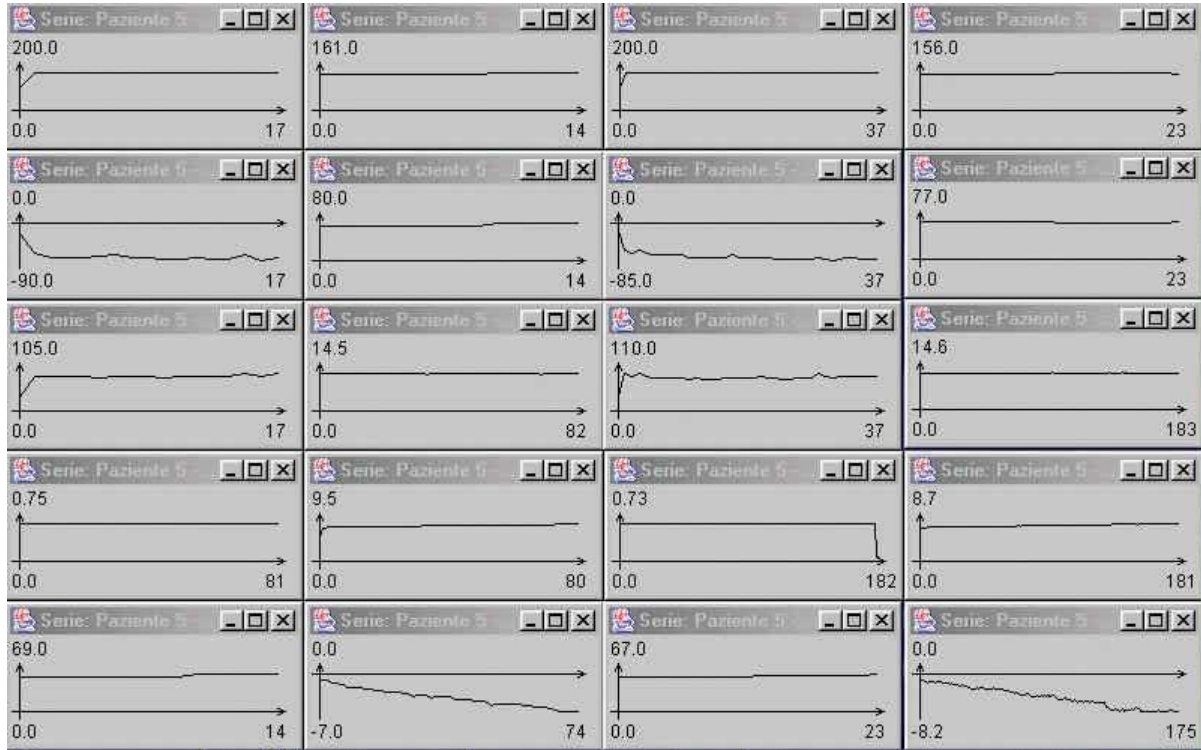 Serie: Paziente 5 Serie: Paziente 5 Serie: Paziente 5 Serie: Paziente 5
200.0 161.0 200.0 156.0
0.0 17 0.0 14 0.0 37 0.0 23
Serie: Paziente 5 Serie: Paziente 5 Serie: Paziente 5 Serie: Paziente 5
0.0 80.0 0.0 77.0
-90.0 17 0.0 14 -85.0 37 0.0 23
Serie: Paziente 5 Serie: Paziente 5 Serie: Paziente 5 Serie: Paziente 5
105.0 14.5 110.0 14.6
0.0 17 0.0 82 0.0 37 0.0 183
Serie: Paziente 5 Serie: Paziente 5 Serie: Paziente 5 Serie: Paziente 5
0.75 9.5 0.73 8.7
0.0 81 0.0 80 0.0 182 0.0 181
Serie: Paziente 5 Serie: Paziente 5 Serie: Paziente 5 Serie: Paziente 5
69.0 0.0 67.0 0.0
0.0 14 -7.0 74 0.0 23 -8.2 175